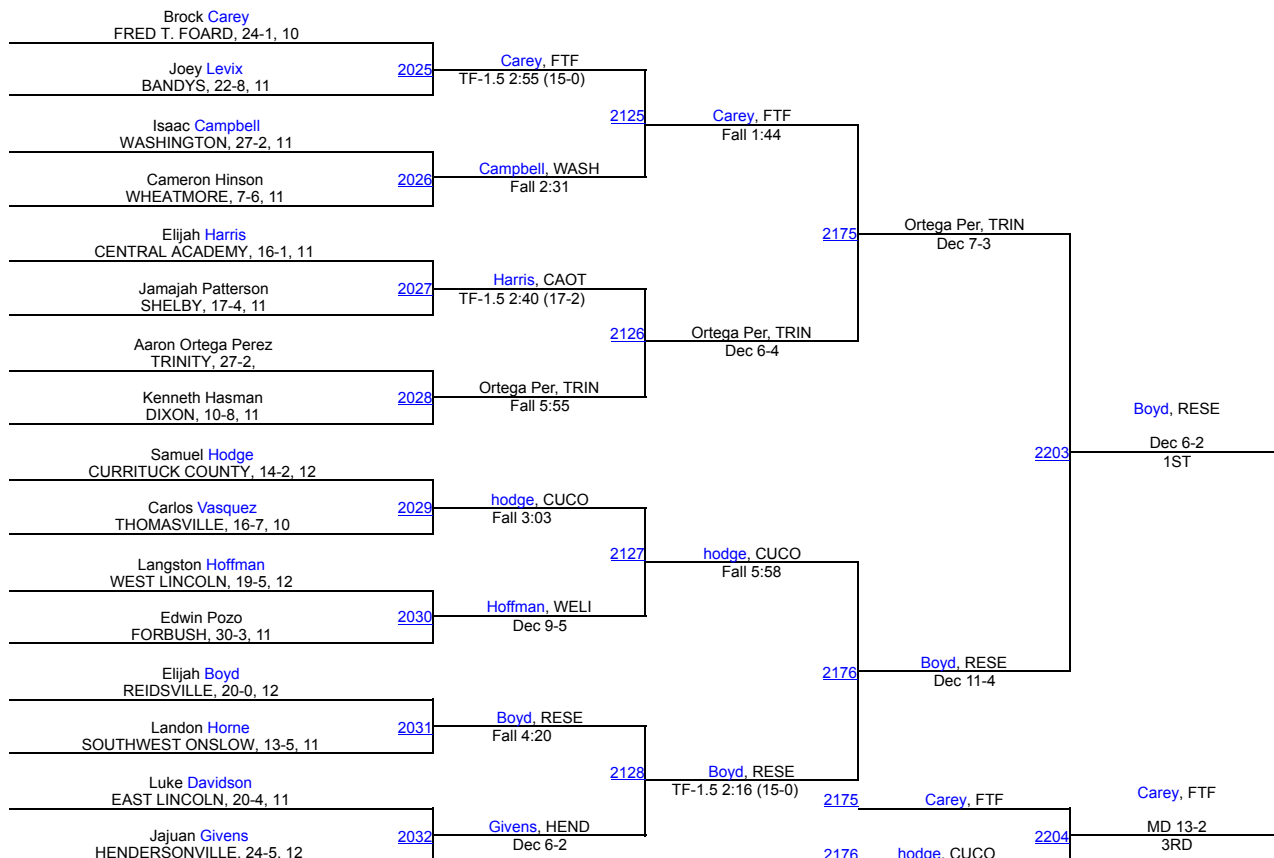 Brock Carey
FRED T. FOARD, 24-1, 10
Joey Levix
BANDYS, 22-8, 11
2025
Carey, FTF
TF-1.5 2:55 (15-0)
Isaac Campbell
WASHINGTON, 27-2, 11
Cameron Hinson
WHEATMORE, 7-6, 11
2026
Campbell, WASH
Fall 2:31
2125
Carey, FTF
Fall 1:44
Elijah Harris
CENTRAL ACADEMY, 16-1, 11
Jamajah Patterson
SHELBY, 17-4, 11
2027
Harris, CAOT
TF-1.5 2:40 (17-2)
Aaron Ortega Perez
TRINITY, 27-2,
Kenneth Hasman
DIXON, 10-8, 11
2028
Ortega Per, TRIN
Fall 5:55
2126
Ortega Per, TRIN
Dec 6-4
2175
Ortega Per, TRIN
Dec 7-3
Samuel Hodge
CURRITUCK COUNTY, 14-2, 12
Carlos Vasquez
THOMASVILLE, 16-7, 10
2029
hodge, CUCO
Fall 3:03
Langston Hoffman
WEST LINCOLN, 19-5, 12
Edwin Pozo
FORBUSH, 30-3, 11
2030
Hoffman, WELI
Dec 9-5
2127
hodge, CUCO
Fall 5:58
Elijah Boyd
REIDSVILLE, 20-0, 12
Landon Horne
SOUTHWEST ONSLOW, 13-5, 11
2031
Boyd, RESE
Fall 4:20
Luke Davidson
EAST LINCOLN, 20-4, 11
Jajuan Givens
HENDERSONVILLE, 24-5, 12
2032
Givens, HEND
Dec 6-2
2128
Boyd, RESE
TF-1.5 2:16 (15-0)
2176
Boyd, RESE
Dec 11-4
2203
Boyd, RESE
Dec 6-2
1ST
2175
Carey, FTF
2176
hodge, CUCO
2204
Carey, FTF
MD 13-2
3RD